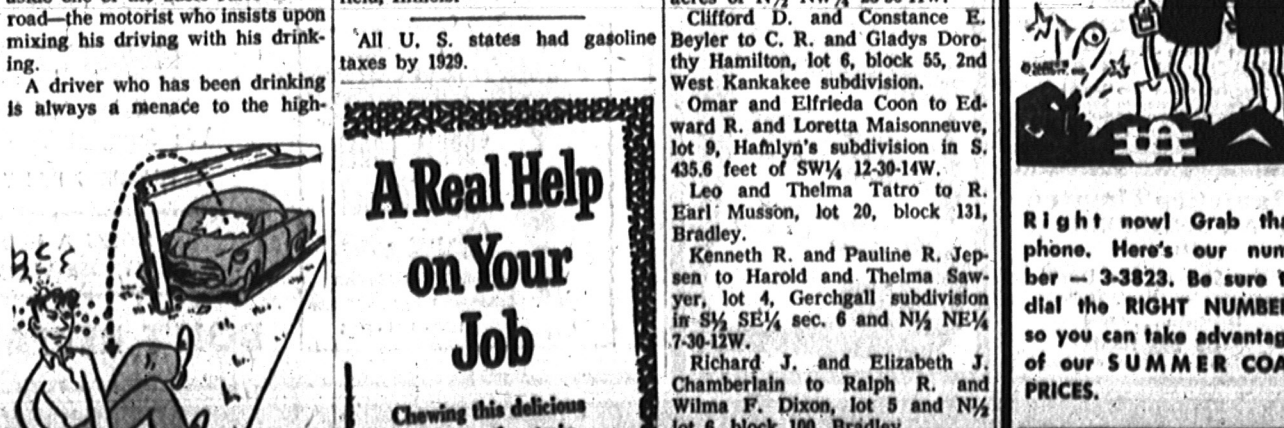 road—the motorist who insists upon
mixing his driving with his drink-
ing.
A driver who has been drinking
is always a menace to the high-
All U. S. states had gasoline
taxes by 1929.
A Real Help
on Your
Job
Chewing this delicious
Clifford D. and Constance E.
Beyler to C. R. and Gladys Doro-
thy Hamilton, lot 6, block 55, 2nd
West Kankakee subdivision.
Omar and Elfrieda Coon to Ed-
ward R. and Loretta Maisonneuve,
lot 9, Hamlyn's subdivision in S.
435.6 feet of SW¼ 12-30-14W.
Leo and Thelma Tatro to R.
Earl Musson, lot 20, block 131,
Bradley.
Kenneth R. and Pauline R. Jep-
sen to Harold and Thelma Saw-
yer, lot 4, Gerchgall subdivision
in S½ SE¼ sec. 6 and N½ NE¼
7-30-12W.
Richard J. and Elizabeth J.
Chamberlain to Ralph R. and
Wilma F. Dixon, lot 5 and N½
lot 6, block 100, Bradley
$
Right now! Grab
phone. Here's our num
ber — 3-3823. Be sure
dial the RIGHT NUMBE
so you can take advantag
of our SUMMER COA
PRICES.